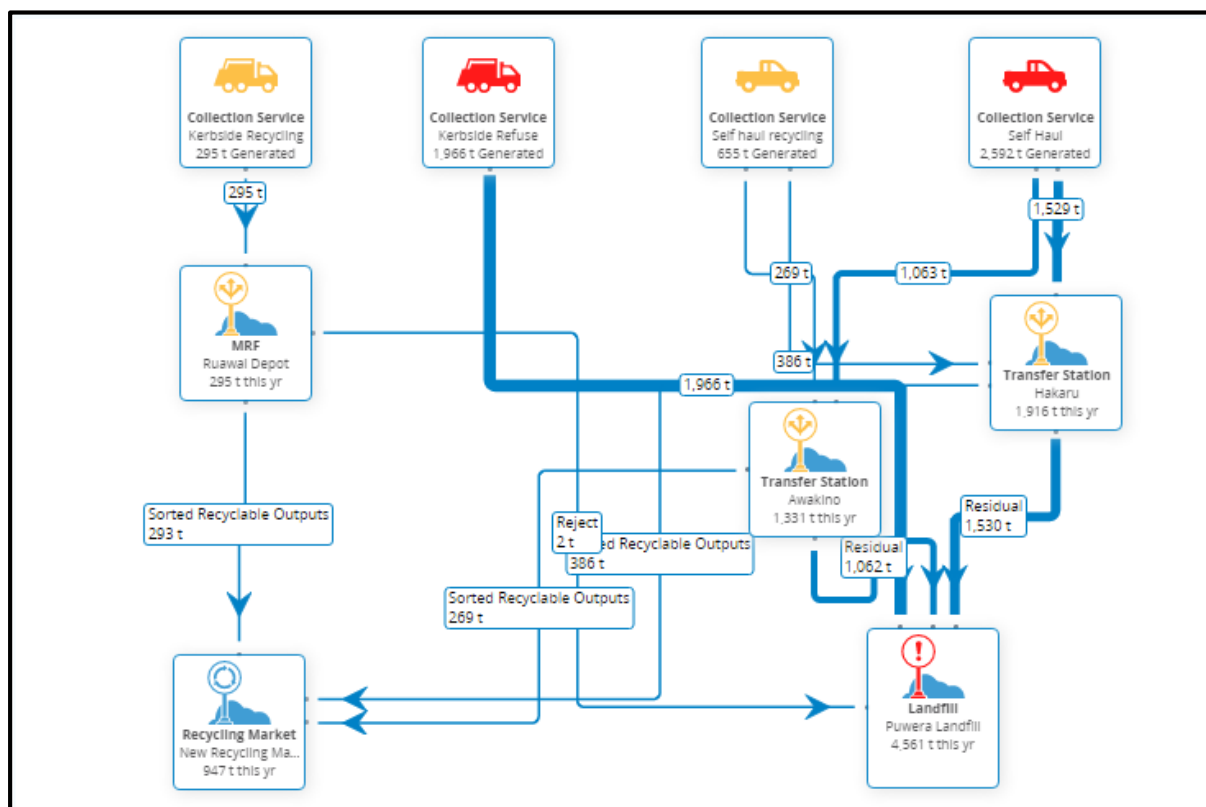 Collection Service
Kerbside Recycling
295 t Generated
Collection Service
Kerbside Refuse
1,966 t Generated
Collection Service
Self haul recycling
655 t Generated
Collection Service
Self Haul
2,592 t Generated
295 t
1,529 t
269 t
1,063 t
MRF
Ruawai Depot
295 t this yr
386 t
Transfer Station
Hakaru
1,916 t this yr
1,966 t
Transfer Station
Awakino
1,331 t this yr
Sorted Recyclable Outputs
293 t
Reject
2 t
Recyclable Outputs
386 t
Residual
1,062 t
Residual
1,530 t
Sorted Recyclable Outputs
269 t
Recycling Market
New Recycling Ma...
947 t this yr
Landfill
Puwera Landfill
4,561 t this yr